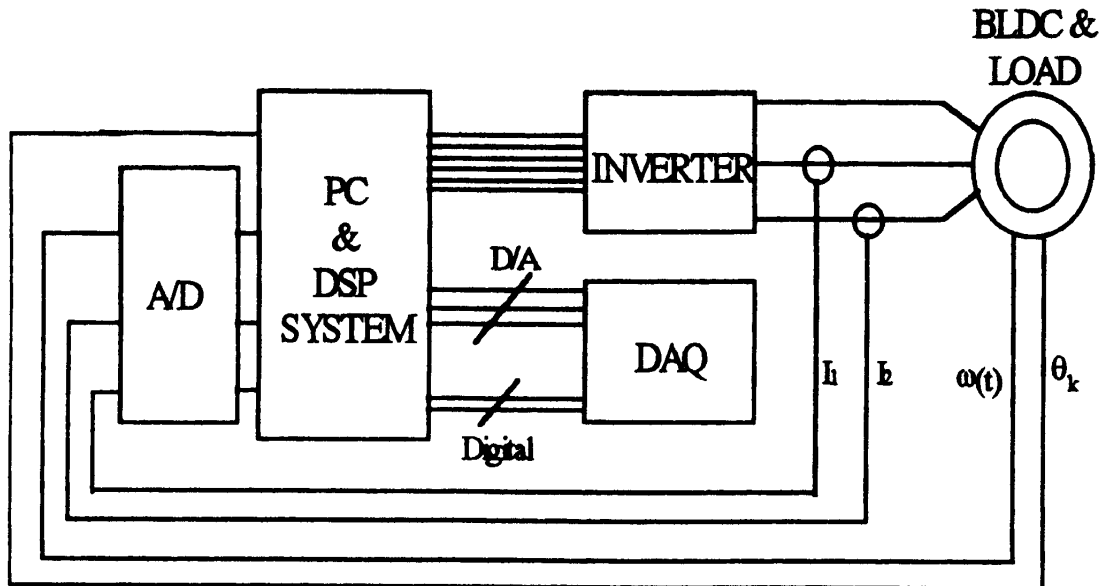 BLDC &
LOAD
INVERTER
PC
&
DSP
SYSTEM
A/D
D/A
DAQ
Digital
I₁
I₂
ω(t)
θₖ